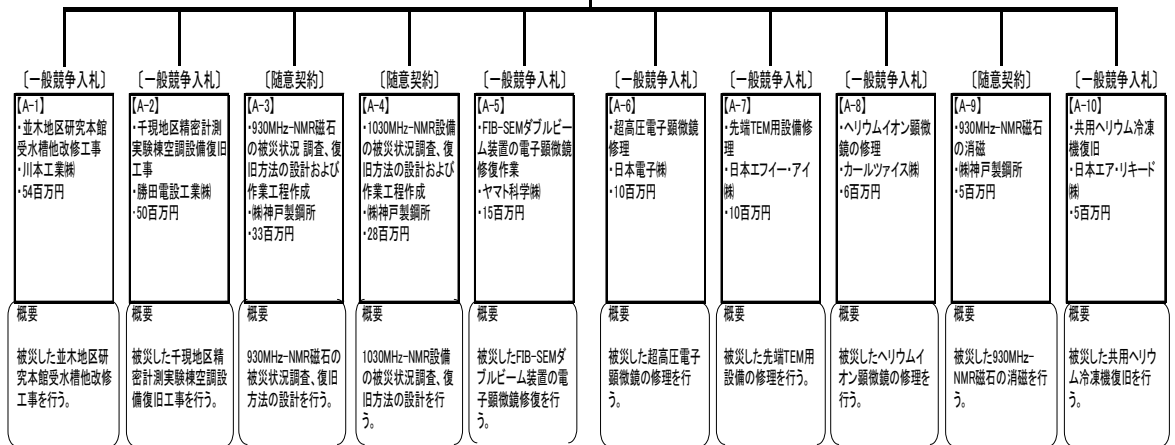 〔一般競争入札〕
【A-1】
・並木地区研究本館
受水槽他改修工事
・川本工業㈱
・54百万円
概要
被災した並木地区研
究本館受水槽他改修
工事を行う。
〔一般競争入札〕
【A-2】
・千現地区精密計測
実験棟空調設備復旧
工事
・勝田電設工業㈱
・50百万円
概要
被災した千現地区精
密計測実験棟空調設
備復旧工事を行う。
〔随意契約〕
【A-3】
・930MHz-NMR磁石
の被災状況 調査、復
旧方法の設計および
作業工程作成
・㈱神戸製鋼所
・33百万円
概要
930MHz-NMR磁石の
被災状況調査、復旧
方法の設計を行う。
〔随意契約〕
【A-4】
・1030MHz-NMR設備
の被災状況調査、復
旧方法の設計および
作業工程作成
・㈱神戸製鋼所
・28百万円
概要
1030MHz-NMR設備
の被災状況調査、復
旧方法の設計を行
う。
〔一般競争入札〕
【A-5】
・FIB-SEMダブルビー
ム装置の電子顕微鏡
修復作業
・ヤマト科学㈱
・15百万円
概要
被災したFIB-SEMダ
ブルビーム装置の電
子顕微鏡修復を行
う。
〔一般競争入札〕
【A-6】
・超高圧電子顕微鏡
修理
・日本電子㈱
・10百万円
概要
被災した超高圧電子
顕微鏡の修理を行
う。
〔一般競争入札〕
【A-7】
・先端TEM用設備修
理
・日本エフイー・アイ
㈱
・10百万円
概要
被災した先端TEM用
設備の修理を行う。
〔一般競争入札〕
【A-8】
・ヘリウムイオン顕微
鏡の修理
・カールツァイス㈱
・6百万円
概要
被災したヘリウムイ
オン顕微鏡の修理を
行う。
〔随意契約〕
【A-9】
・930MHz-NMR磁石
の消磁
・㈱神戸製鋼所
・5百万円
概要
被災した930MHz-
NMR磁石の消磁を行
う。
〔一般競争入札〕
【A-10】
・共用ヘリウム冷凍
機復旧
・日本エア・リキード
㈱
・5百万円
概要
被災した共用ヘリウ
ム冷凍機復旧を行
う。